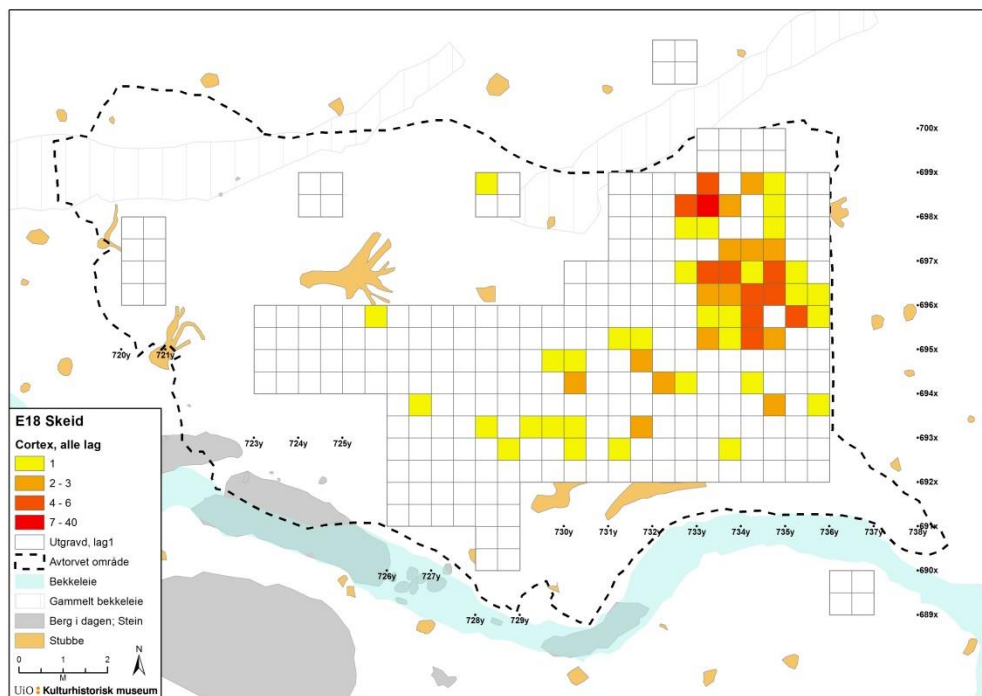 700x
699x
698x
697x
696x
695x
720y
721y
694x
E18 Skeid
Cortex, alle lag
1
2 - 3
4 - 6
7 - 40
Utgravd, lag1
Avtorvet område
Bekkeleie
Gammelt bekkeleie
Berg i dagen; Stein
Stubbe
0 1 2
M
N
UiO Kulturhistorisk museum
723y 724y 725y
693x
692x
730y 731y 732y 733y 734y 735y 736y 737y 738y
691x
726y 727y
690x
728y 729y
689x